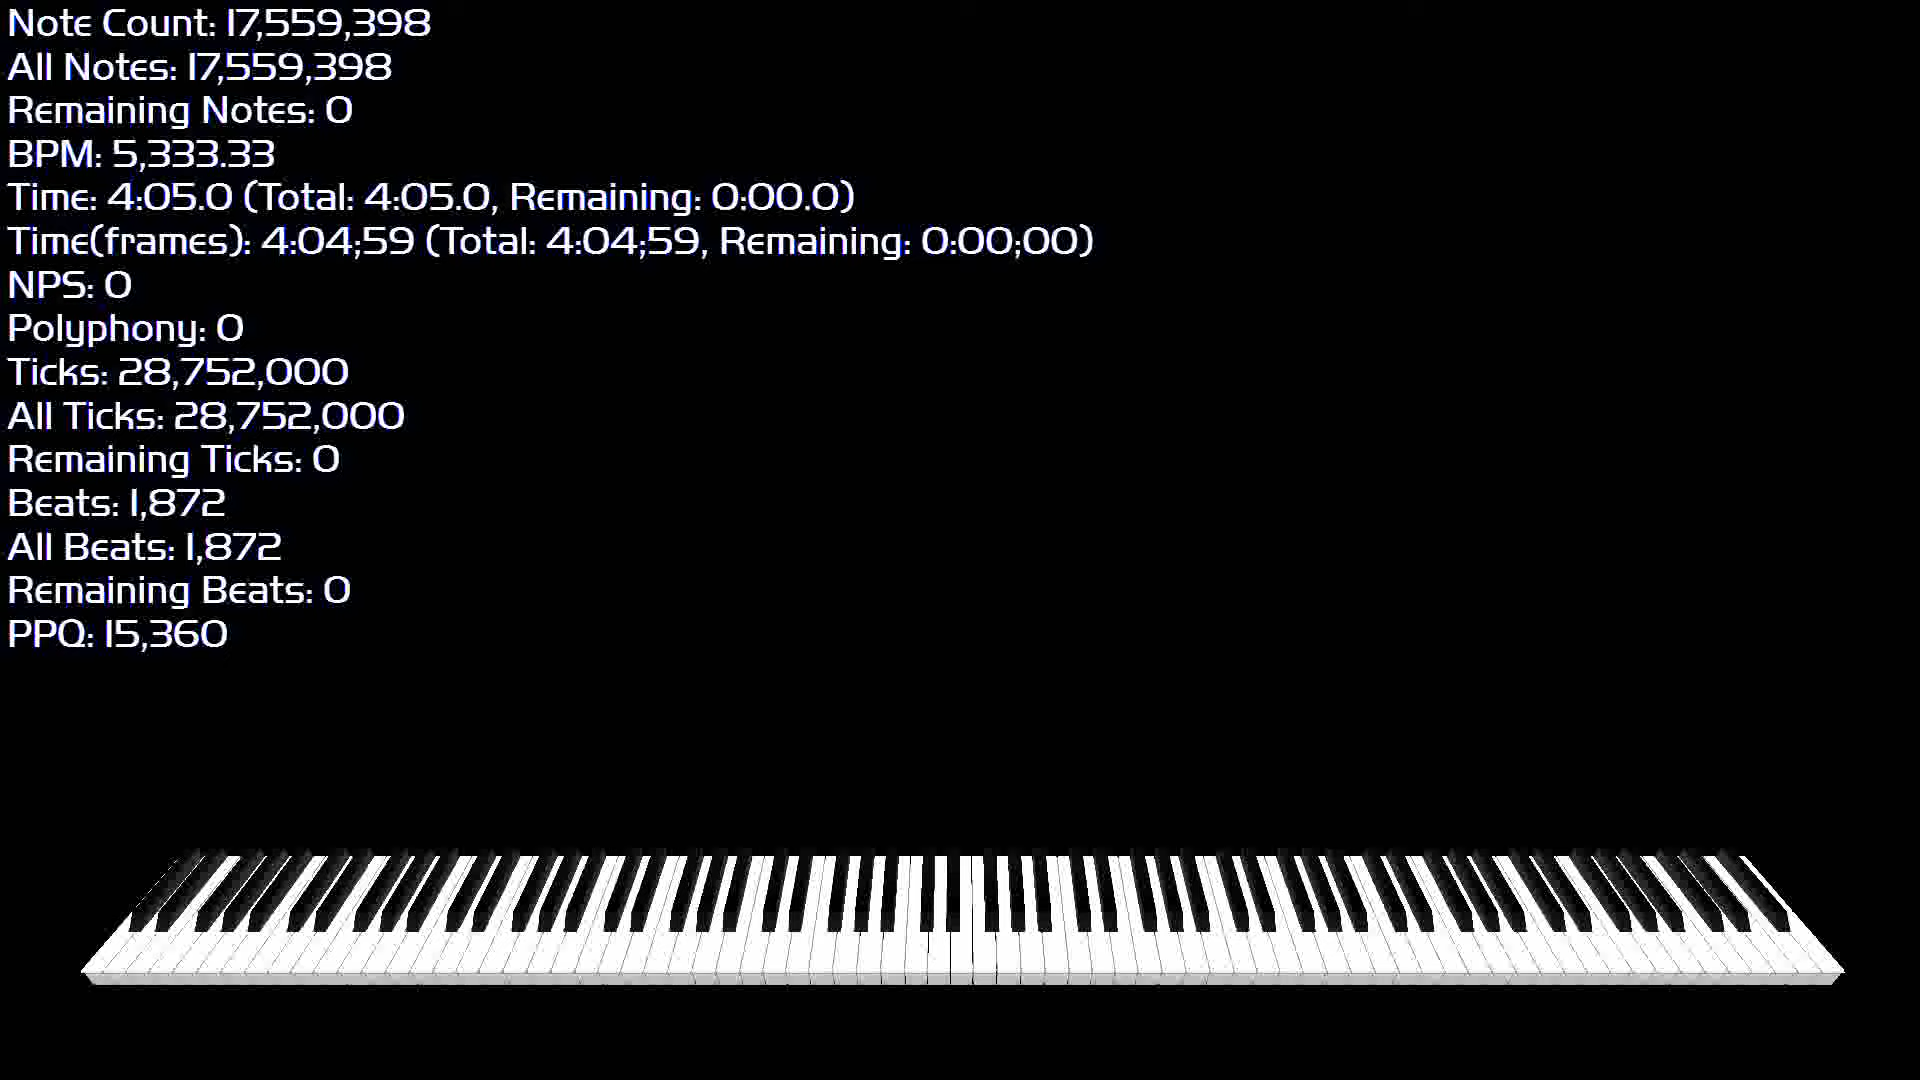 Note Count: 17,559,398
All Notes: 17,559,398
Remaining Notes: 0
BPM: 5,333.33
Time: 4:05.0 (Total: 4:05.0, Remaining: 0:00.0)
Time(frames): 4:04;59 (Total: 4:04;59, Remaining: 0:00;00)
NPS: 0
Polyphony: 0
Ticks: 28,752,000
All Ticks: 28,752,000
Remaining Ticks: 0
Beats: 1,872
All Beats: 1,872
Remaining Beats: 0
PPQ: 15,360